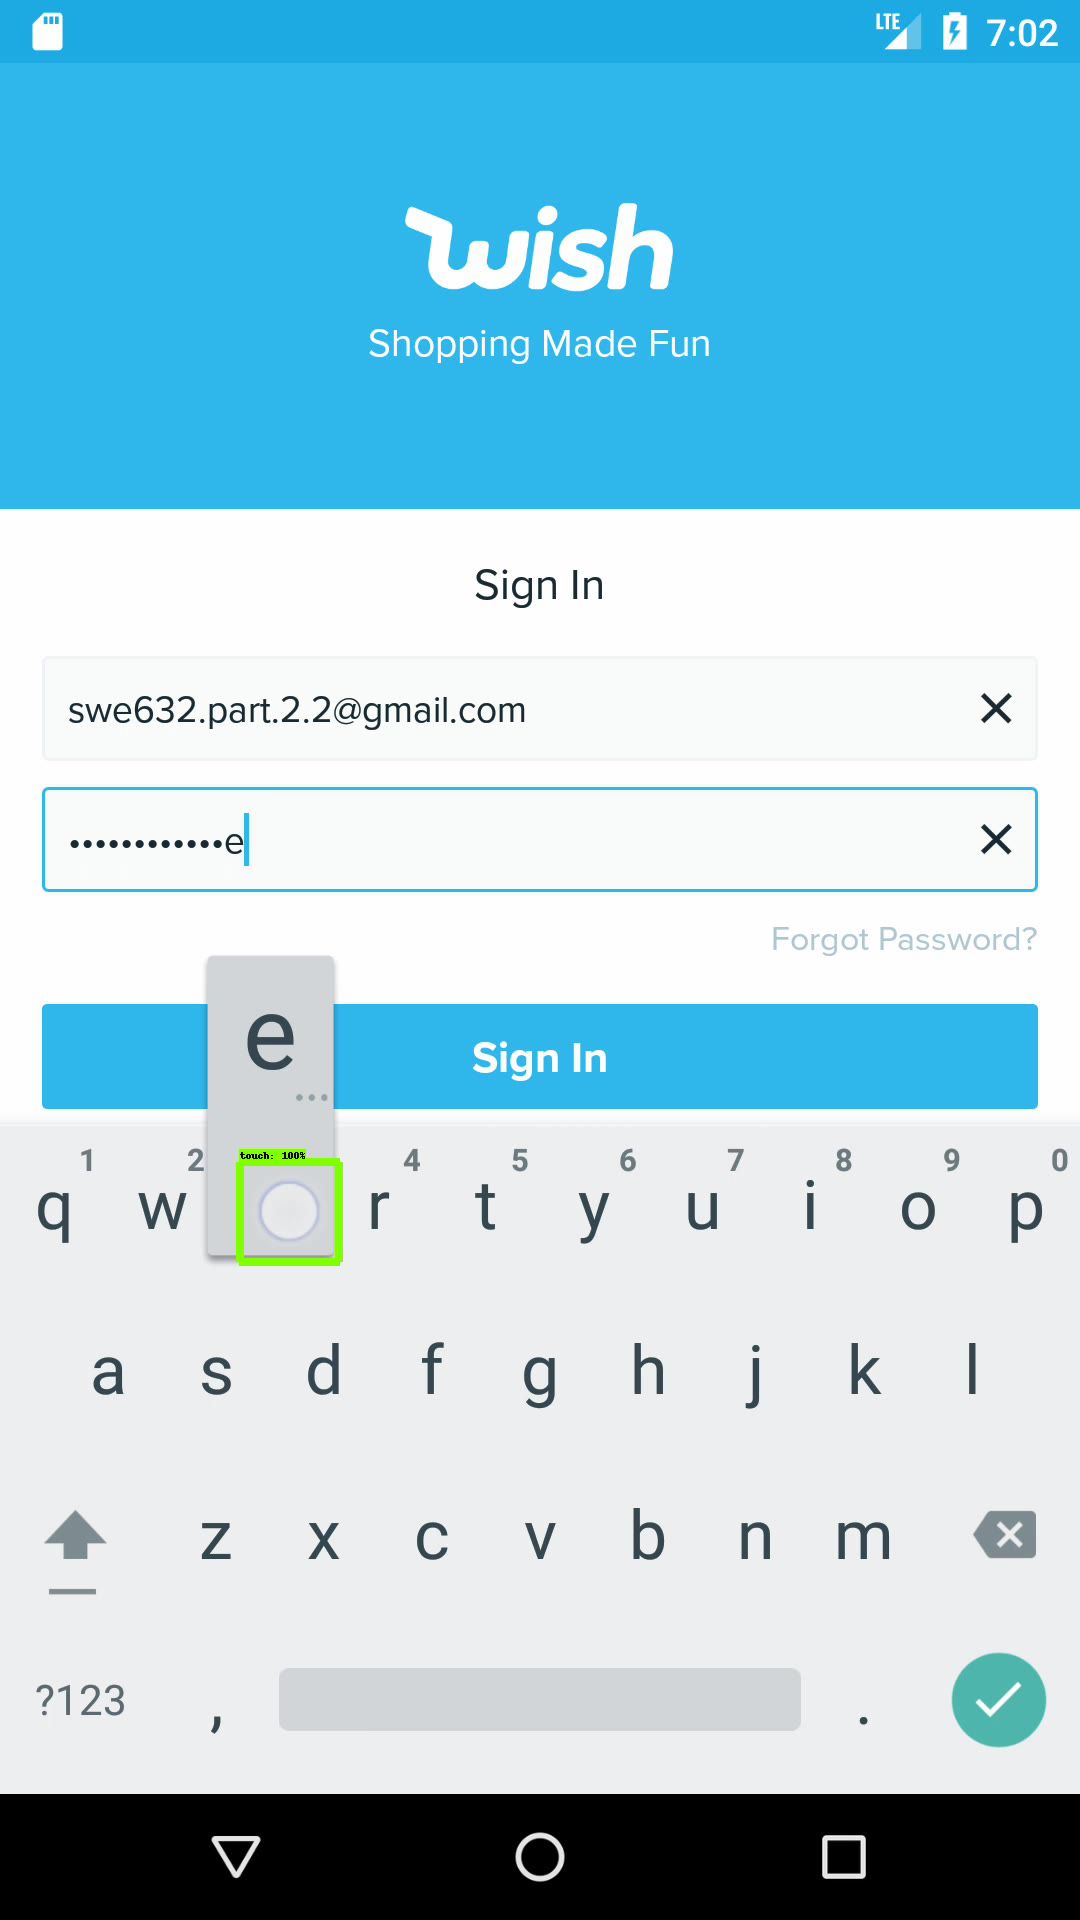 LTE 7:02
wish
Shopping Made Fun
Sign In
swe632.part.2.2@gmail.com
••••••••••••e
Forgot Password?
e
...
Sign In
touch: 100%
1 2 4 5 6 7 8 9 0
q w r t y u i o p
a s d f g h j k l
z x c v b n m
?123 , .